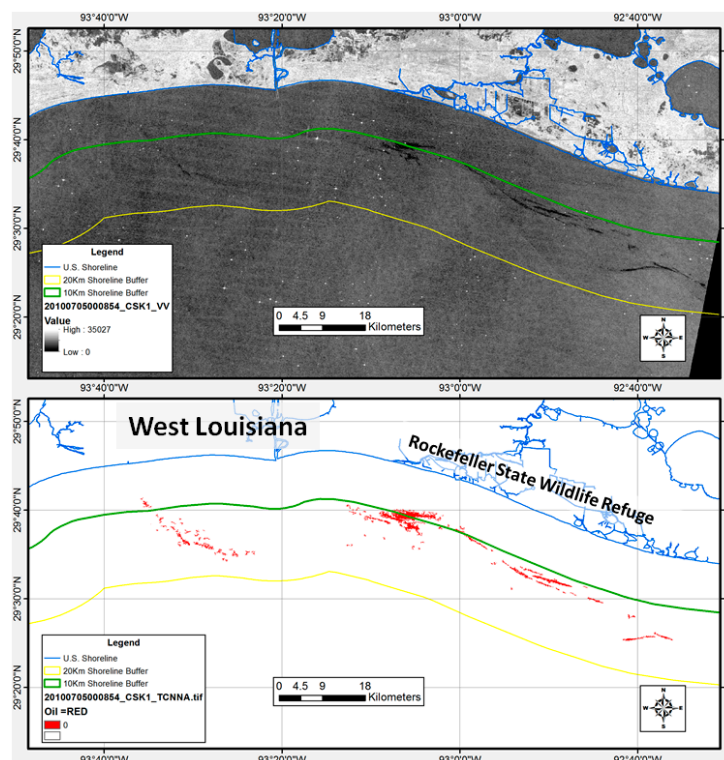 93°40'0"W 93°20'0"W 93°0'0"W 92°40'0"W
29°50'0"N
29°40'0"N
29°30'0"N
29°20'0"N
Legend
U.S. Shoreline
20Km Shoreline Buffer
10Km Shoreline Buffer
20100705000854_CSK1_VV
Value
High : 35027
Low : 0
0 4.5 9 18
Kilometers
N
W E
S
93°40'0"W 93°20'0"W 93°0'0"W 92°40'0"W
29°50'0"N
29°40'0"N
29°30'0"N
29°20'0"N
West Louisiana
Rockefeller State Wildlife Refuge
Legend
U.S. Shoreline
20Km Shoreline Buffer
10Km Shoreline Buffer
20100705000854_CSK1_TCNNA.tif
Oil =RED
0
0 4.5 9 18
Kilometers
N
W E
S
93°40'0"W 93°20'0"W 93°0'0"W 92°40'0"W